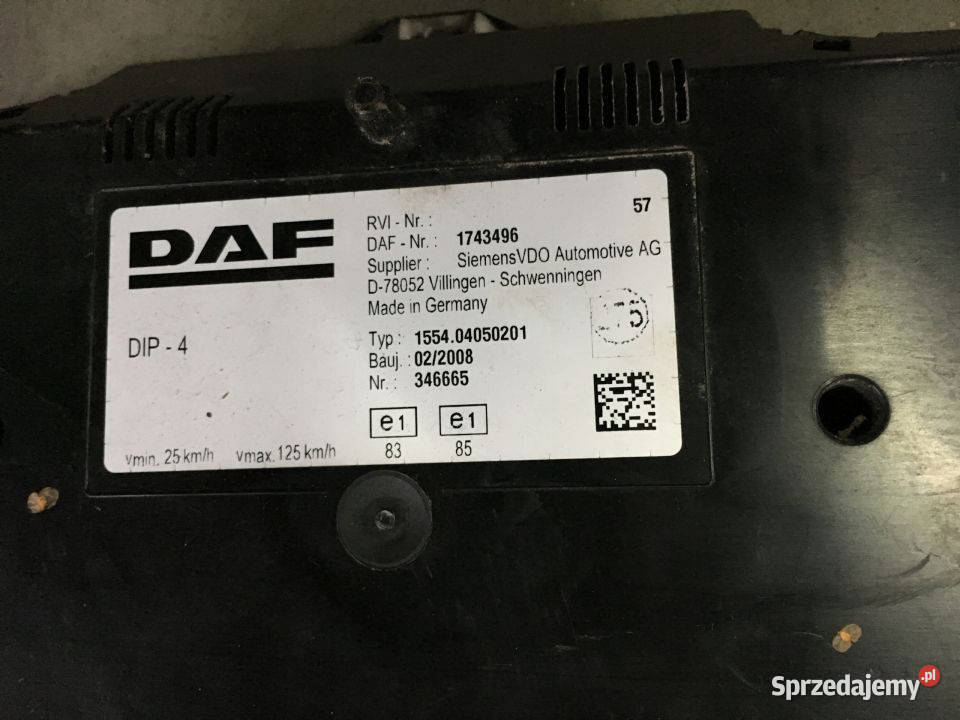 57
DAF
RVI - Nr. :
DAF - Nr. : 1743496
Supplier : SiemensVDO Automotive AG
D-78052 Villingen - Schwenningen
Made in Germany
DIP - 4
Typ : 1554.04050201
Bauj. : 02/2008
Nr. : 346665
e1 e1
83 85
vmin. 25 km/h vmax. 125 km/h
Sprzedajemy.pl